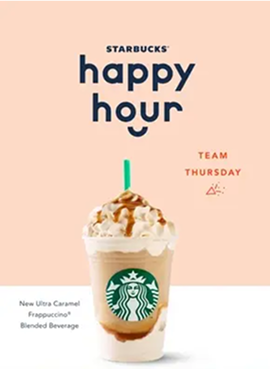 STARBUCKS®
happy
hour
TEAM
THURSDAY
New Ultra Caramel
Frappuccino®
Blended Beverage